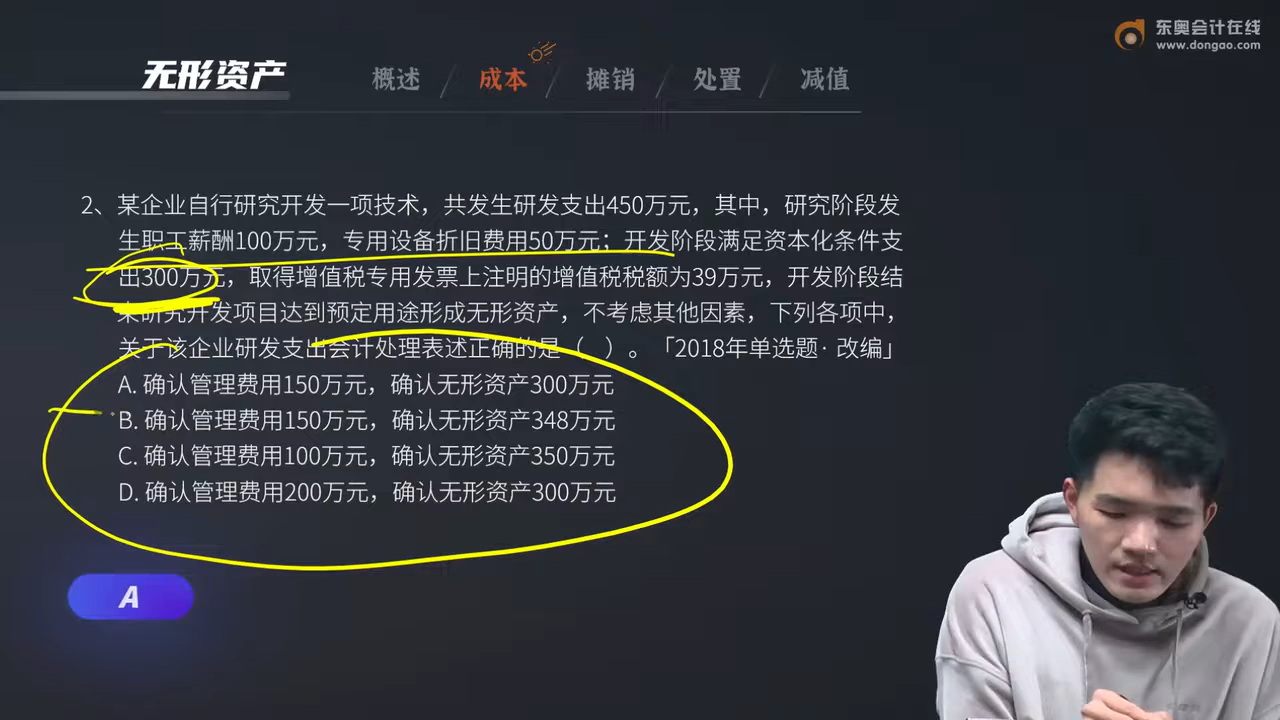 东奥会计在线
www.dongao.com
无形资产
概述 / 成本 / 摊销 / 处置 / 减值
2、某企业自行研究开发一项技术，共发生研发支出450万元，其中，研究阶段发
生职工薪酬100万元，专用设备折旧费用50万元；开发阶段满足资本化条件支
出300万元，取得增值税专用发票上注明的增值税税额为39万元，开发阶段结
束研究开发项目达到预定用途形成无形资产，不考虑其他因素，下列各项中，
关于该企业研发支出会计处理表述正确的是（ ）。「2018年单选题·改编」
A. 确认管理费用150万元，确认无形资产300万元
B. 确认管理费用150万元，确认无形资产348万元
C. 确认管理费用100万元，确认无形资产350万元
D. 确认管理费用200万元，确认无形资产300万元
A